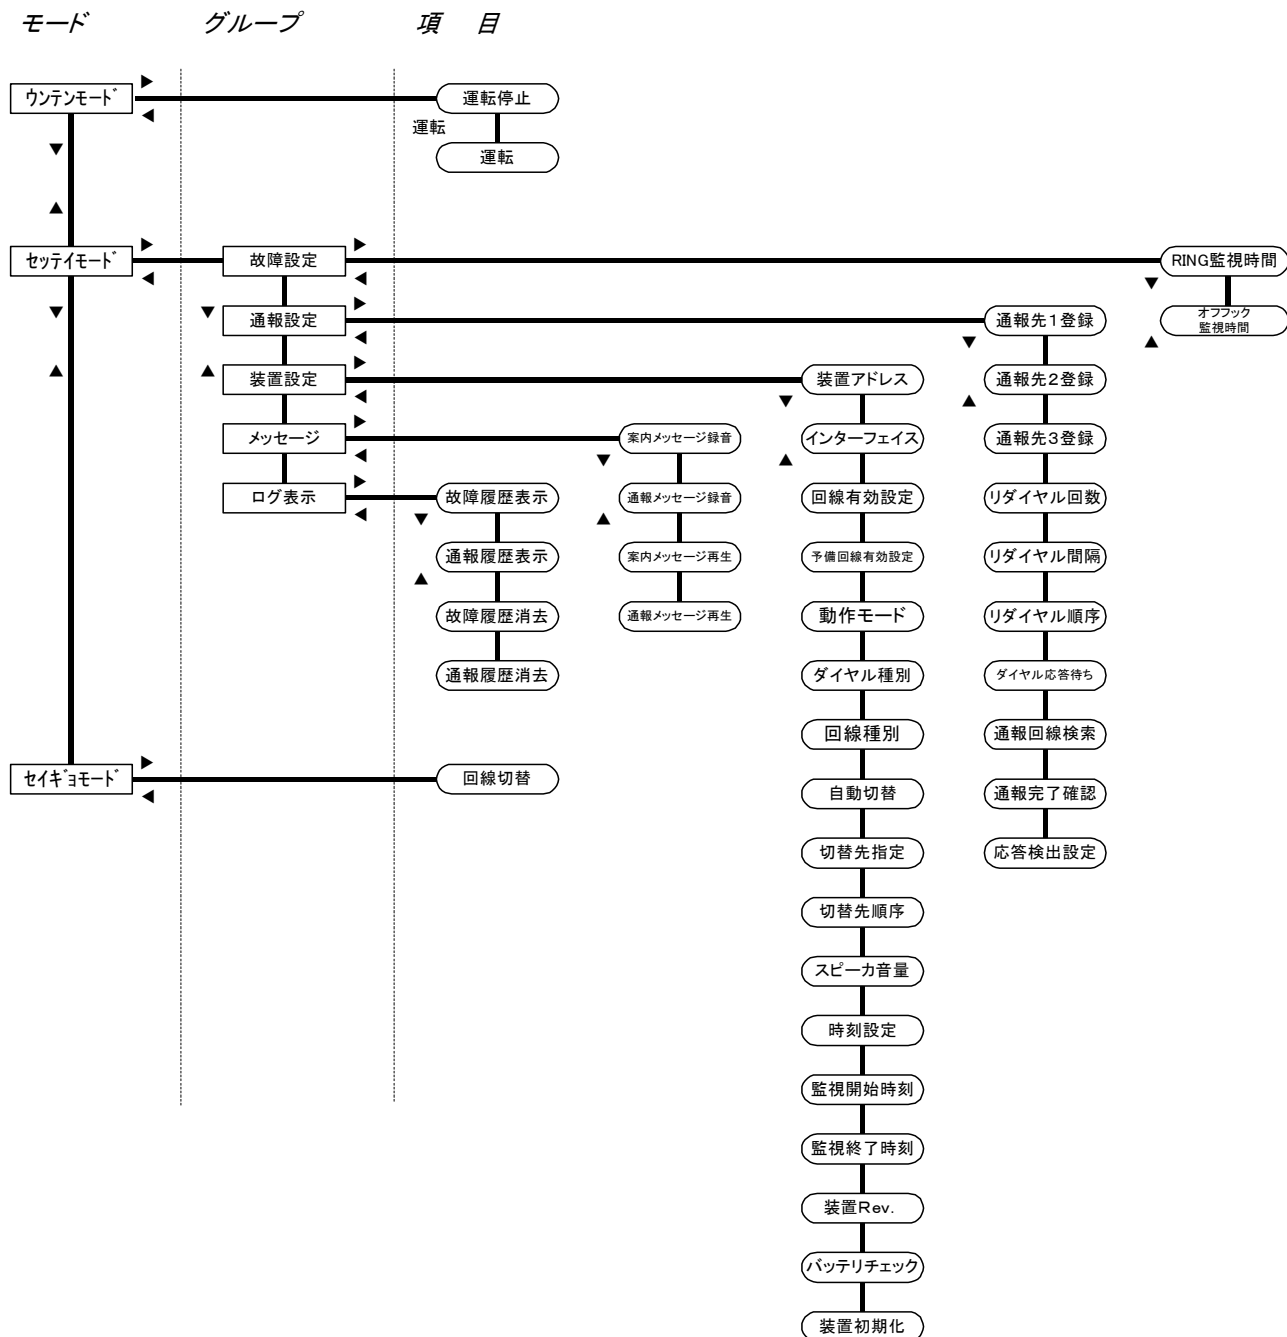 モード グループ 項 目
ウンテンモード
運転停止
運転
運転
セッテイモード
故障設定
RING監視時間
通報設定
通報先1登録
オフフック
監視時間
装置設定
装置アドレス
通報先2登録
メッセージ
案内メッセージ録音
インターフェイス
通報先3登録
ログ表示
故障履歴表示
通報メッセージ録音
回線有効設定
リダイヤル回数
通報履歴表示
案内メッセージ再生
予備回線有効設定
リダイヤル間隔
故障履歴消去
通報メッセージ再生
動作モード
リダイヤル順序
通報履歴消去
ダイヤル種別
ダイヤル応答待ち
回線種別
通報回線検索
セイギョモード
回線切替
自動切替
通報完了確認
切替先指定
応答検出設定
切替先順序
スピーカ音量
時刻設定
監視開始時刻
監視終了時刻
装置Rev.
バッテリチェック
装置初期化